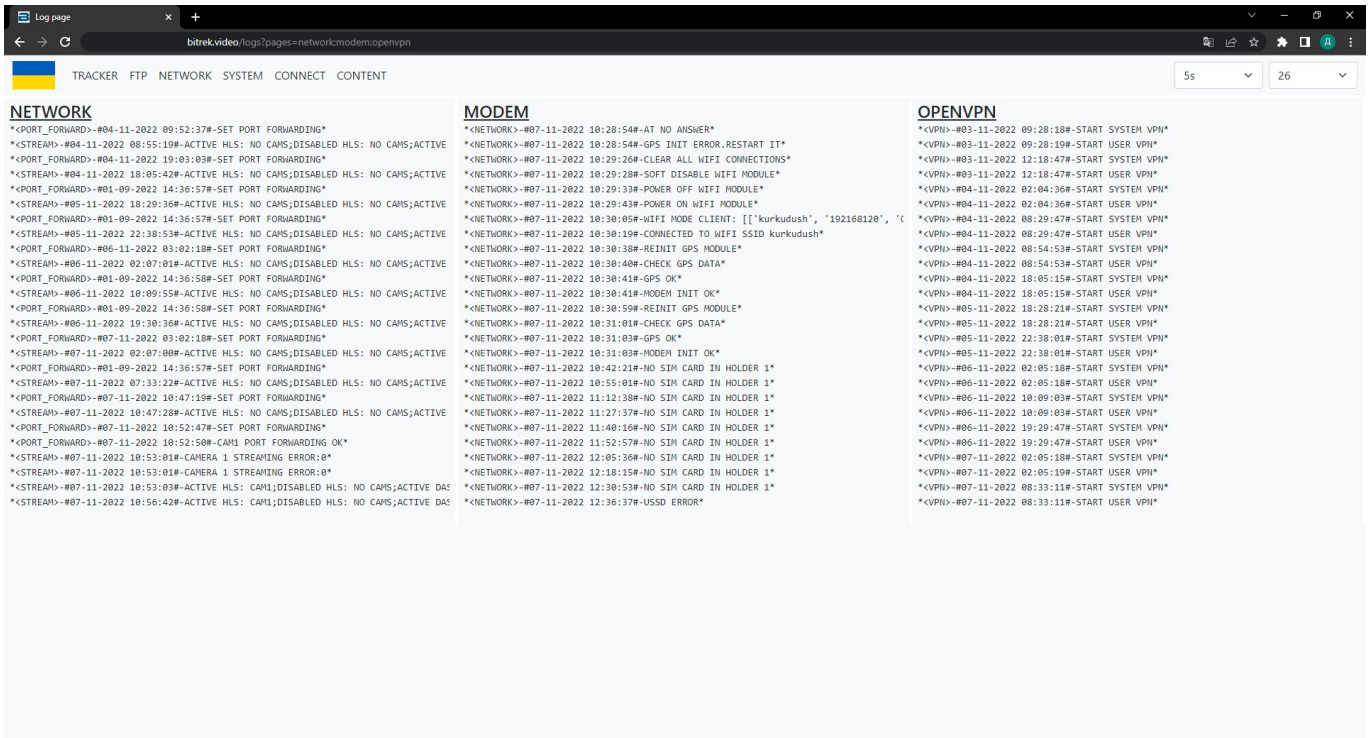 Log page
bitrek.video/logs?pages=network:modem:openvpn
Д
TRACKER FTP NETWORK SYSTEM CONNECT CONTENT
5s
26
NETWORK
*<PORT_FORWARD>-#04-11-2022 09:52:37#-SET PORT FORWARDING*
*<STREAM>-#04-11-2022 08:55:19#-ACTIVE HLS: NO CAMS;DISABLED HLS: NO CAMS;ACTIVE
*<PORT_FORWARD>-#04-11-2022 19:03:03#-SET PORT FORWARDING*
*<STREAM>-#04-11-2022 18:05:42#-ACTIVE HLS: NO CAMS;DISABLED HLS: NO CAMS;ACTIVE
*<PORT_FORWARD>-#01-09-2022 14:36:57#-SET PORT FORWARDING*
*<STREAM>-#05-11-2022 18:29:36#-ACTIVE HLS: NO CAMS;DISABLED HLS: NO CAMS;ACTIVE
*<PORT_FORWARD>-#01-09-2022 14:36:57#-SET PORT FORWARDING*
*<STREAM>-#05-11-2022 22:38:53#-ACTIVE HLS: NO CAMS;DISABLED HLS: NO CAMS;ACTIVE
*<PORT_FORWARD>-#06-11-2022 03:02:18#-SET PORT FORWARDING*
*<STREAM>-#06-11-2022 02:07:01#-ACTIVE HLS: NO CAMS;DISABLED HLS: NO CAMS;ACTIVE
*<PORT_FORWARD>-#01-09-2022 14:36:58#-SET PORT FORWARDING*
*<STREAM>-#06-11-2022 10:09:55#-ACTIVE HLS: NO CAMS;DISABLED HLS: NO CAMS;ACTIVE
*<PORT_FORWARD>-#01-09-2022 14:36:58#-SET PORT FORWARDING*
*<STREAM>-#06-11-2022 19:30:36#-ACTIVE HLS: NO CAMS;DISABLED HLS: NO CAMS;ACTIVE
*<PORT_FORWARD>-#07-11-2022 03:02:18#-SET PORT FORWARDING*
*<STREAM>-#07-11-2022 02:07:00#-ACTIVE HLS: NO CAMS;DISABLED HLS: NO CAMS;ACTIVE
*<PORT_FORWARD>-#01-09-2022 14:36:57#-SET PORT FORWARDING*
*<STREAM>-#07-11-2022 07:33:22#-ACTIVE HLS: NO CAMS;DISABLED HLS: NO CAMS;ACTIVE
*<PORT_FORWARD>-#07-11-2022 10:47:19#-SET PORT FORWARDING*
*<STREAM>-#07-11-2022 10:47:28#-ACTIVE HLS: NO CAMS;DISABLED HLS: NO CAMS;ACTIVE
*<PORT_FORWARD>-#07-11-2022 10:52:47#-SET PORT FORWARDING*
*<PORT_FORWARD>-#07-11-2022 10:52:50#-CAM1 PORT FORWARDING OK*
*<STREAM>-#07-11-2022 10:53:01#-CAMERA 1 STREAMING ERROR:0*
*<STREAM>-#07-11-2022 10:53:01#-CAMERA 1 STREAMING ERROR:0*
*<STREAM>-#07-11-2022 10:53:03#-ACTIVE HLS: CAM1;DISABLED HLS: NO CAMS;ACTIVE DAS
*<STREAM>-#07-11-2022 10:56:42#-ACTIVE HLS: CAM1;DISABLED HLS: NO CAMS;ACTIVE DAS
MODEM
*<NETWORK>-#07-11-2022 10:28:54#-AT NO ANSWER*
*<NETWORK>-#07-11-2022 10:28:54#-GPS INIT ERROR.RESTART IT*
*<NETWORK>-#07-11-2022 10:29:26#-CLEAR ALL WIFI CONNECTIONS*
*<NETWORK>-#07-11-2022 10:29:28#-SOFT DISABLE WIFI MODULE*
*<NETWORK>-#07-11-2022 10:29:33#-POWER OFF WIFI MODULE*
*<NETWORK>-#07-11-2022 10:29:43#-POWER ON WIFI MODULE*
*<NETWORK>-#07-11-2022 10:30:05#-WIFI MODE CLIENT: [['kurkudush', '192168120', '
*<NETWORK>-#07-11-2022 10:30:19#-CONNECTED TO WIFI SSID kurkudush*
*<NETWORK>-#07-11-2022 10:30:38#-REINIT GPS MODULE*
*<NETWORK>-#07-11-2022 10:30:40#-CHECK GPS DATA*
*<NETWORK>-#07-11-2022 10:30:41#-GPS OK*
*<NETWORK>-#07-11-2022 10:30:41#-MODEM INIT OK*
*<NETWORK>-#07-11-2022 10:30:59#-REINIT GPS MODULE*
*<NETWORK>-#07-11-2022 10:31:01#-CHECK GPS DATA*
*<NETWORK>-#07-11-2022 10:31:03#-GPS OK*
*<NETWORK>-#07-11-2022 10:31:03#-MODEM INIT OK*
*<NETWORK>-#07-11-2022 10:42:21#-NO SIM CARD IN HOLDER 1*
*<NETWORK>-#07-11-2022 10:55:01#-NO SIM CARD IN HOLDER 1*
*<NETWORK>-#07-11-2022 11:12:38#-NO SIM CARD IN HOLDER 1*
*<NETWORK>-#07-11-2022 11:27:37#-NO SIM CARD IN HOLDER 1*
*<NETWORK>-#07-11-2022 11:40:16#-NO SIM CARD IN HOLDER 1*
*<NETWORK>-#07-11-2022 11:52:57#-NO SIM CARD IN HOLDER 1*
*<NETWORK>-#07-11-2022 12:05:36#-NO SIM CARD IN HOLDER 1*
*<NETWORK>-#07-11-2022 12:18:15#-NO SIM CARD IN HOLDER 1*
*<NETWORK>-#07-11-2022 12:30:53#-NO SIM CARD IN HOLDER 1*
*<NETWORK>-#07-11-2022 12:36:37#-USSD ERROR*
OPENVPN
*<VPN>-#03-11-2022 09:28:18#-START SYSTEM VPN*
*<VPN>-#03-11-2022 09:28:19#-START USER VPN*
*<VPN>-#03-11-2022 12:18:47#-START SYSTEM VPN*
*<VPN>-#03-11-2022 12:18:47#-START USER VPN*
*<VPN>-#04-11-2022 02:04:36#-START SYSTEM VPN*
*<VPN>-#04-11-2022 02:04:36#-START USER VPN*
*<VPN>-#04-11-2022 08:29:47#-START SYSTEM VPN*
*<VPN>-#04-11-2022 08:29:47#-START USER VPN*
*<VPN>-#04-11-2022 08:54:53#-START SYSTEM VPN*
*<VPN>-#04-11-2022 08:54:53#-START USER VPN*
*<VPN>-#04-11-2022 18:05:15#-START SYSTEM VPN*
*<VPN>-#04-11-2022 18:05:15#-START USER VPN*
*<VPN>-#05-11-2022 18:28:21#-START SYSTEM VPN*
*<VPN>-#05-11-2022 18:28:21#-START USER VPN*
*<VPN>-#05-11-2022 22:38:01#-START SYSTEM VPN*
*<VPN>-#05-11-2022 22:38:01#-START USER VPN*
*<VPN>-#06-11-2022 02:05:18#-START SYSTEM VPN*
*<VPN>-#06-11-2022 02:05:18#-START USER VPN*
*<VPN>-#06-11-2022 10:09:03#-START SYSTEM VPN*
*<VPN>-#06-11-2022 10:09:03#-START USER VPN*
*<VPN>-#06-11-2022 19:29:47#-START SYSTEM VPN*
*<VPN>-#06-11-2022 19:29:47#-START USER VPN*
*<VPN>-#07-11-2022 02:05:18#-START SYSTEM VPN*
*<VPN>-#07-11-2022 02:05:19#-START USER VPN*
*<VPN>-#07-11-2022 08:33:11#-START SYSTEM VPN*
*<VPN>-#07-11-2022 08:33:11#-START USER VPN*